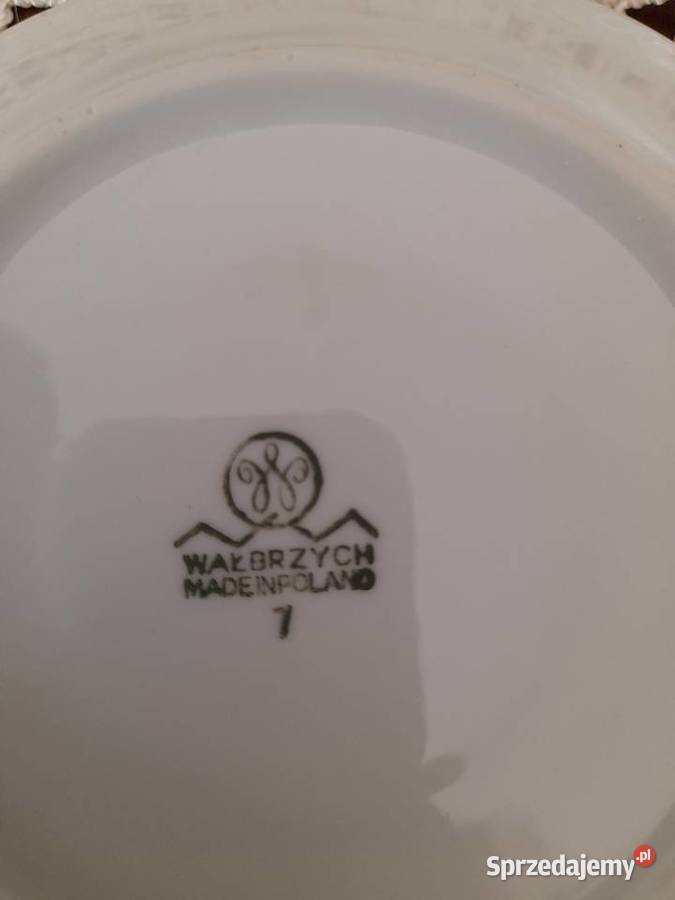 W
WAŁBRZYCH
MADE IN POLAND
7
Sprzedajemy.pl